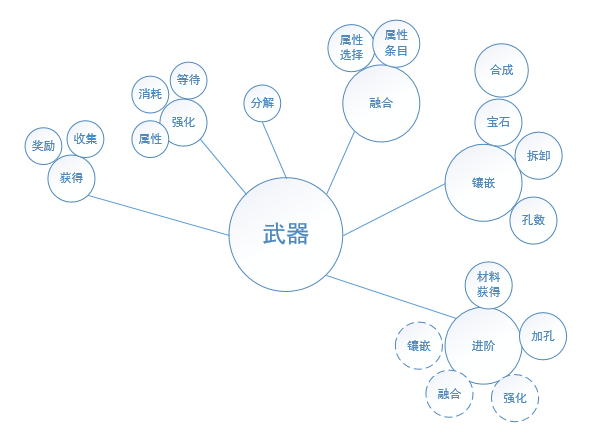 属性
选择
属性
条目
融合
合成
宝石
拆卸
镶嵌
孔数
等待
消耗
强化
属性
分解
奖励
收集
获得
武器
材料
获得
加孔
进阶
镶嵌
融合
强化